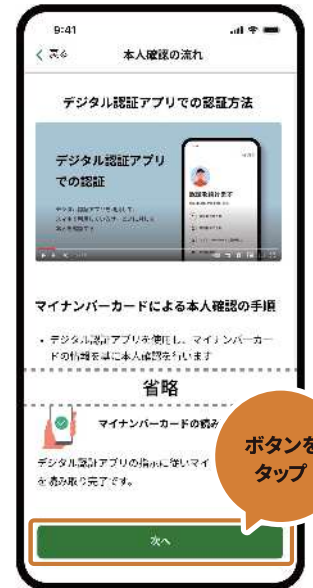 9:41
戻る
本人確認の流れ
デジタル認証アプリでの認証方法
デジタル認証アプリ
での認証
マイナンバーカードによる本人確認の手順
・デジタル認証アプリを使用し、マイナンバーカー
ドの情報を基に本人確認を行います
省略
マイナンバーカードの読み
デジタル認証アプリの指示に従いマイ
を読み取り完了です。
ボタンを
タップ
次へ